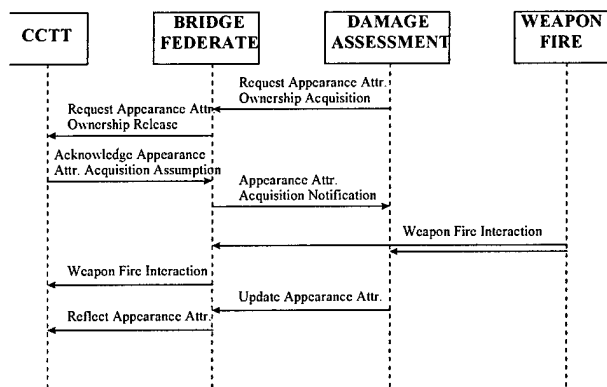 CCTT
BRIDGE
FEDERATE
DAMAGE
ASSESSMENT
WEAPON
FIRE
Request Appearance Attr.
Ownership Acquisition
Request Appearance Attr.
Ownership Release
Acknowledge Appearance
Attr. Acquisition Assumption
Appearance Attr.
Acquisition Notification
Weapon Fire Interaction
Weapon Fire Interaction
Update Appearance Attr.
Reflect Appearance Attr.